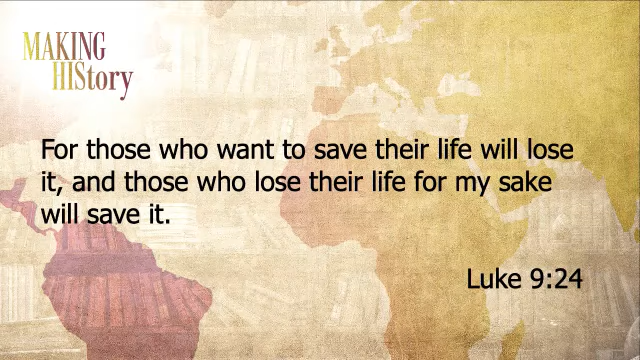 MAKING
HIStory
For those who want to save their life will lose
it, and those who lose their life for my sake
will save it.
Luke 9:24